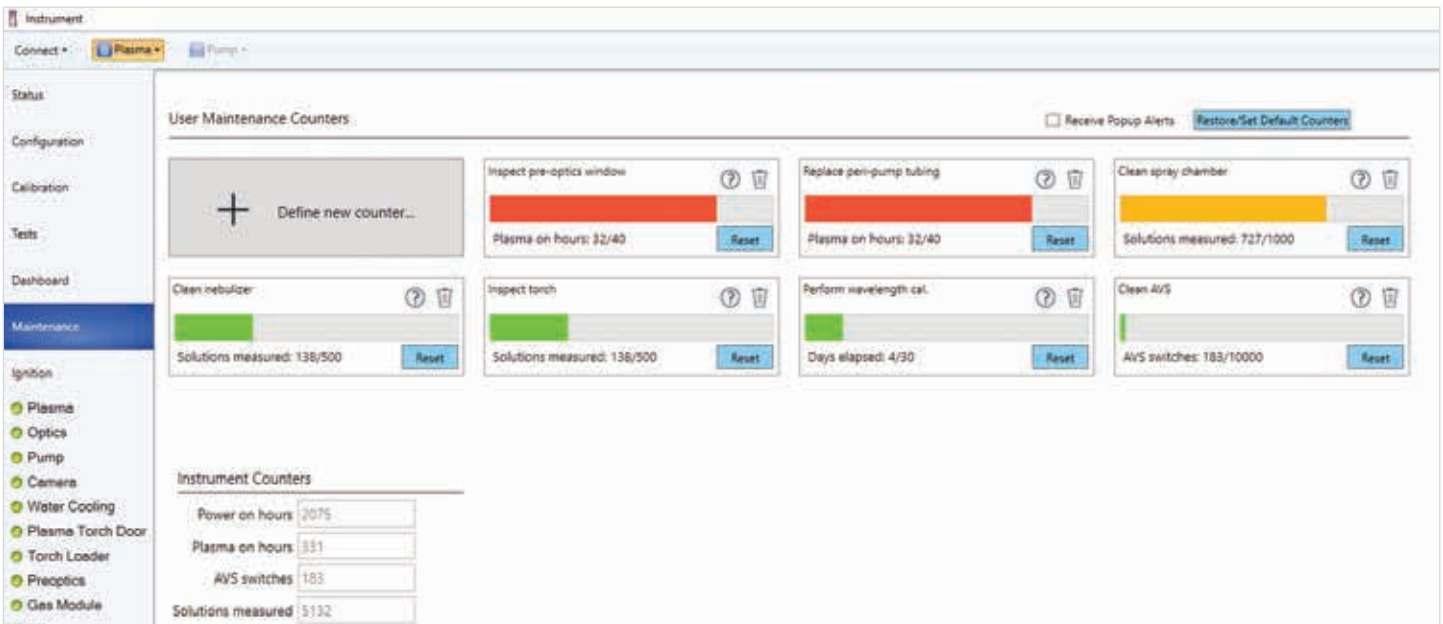 Instrument
Connect
Plasma
Pump
Status
Configuration
Calibration
Tests
Dashboard
Maintenance
Ignition
Plasma
Optics
Pump
Camera
Water Cooling
Plasma Torch Door
Torch Loader
Preoptics
Gas Module
User Maintenance Counters
Receive Popup Alerts
Restore/Set Default Counters
+ Define new counter...
Inspect pre-optics window
Plasma on hours: 32/40
Reset
Replace peri-pump tubing
Plasma on hours: 32/40
Reset
Clean spray chamber
Solutions measured: 727/1000
Reset
Clean nebulizer
Solutions measured: 138/500
Reset
Inspect torch
Solutions measured: 138/500
Reset
Perform wavelength cal.
Days elapsed: 4/30
Reset
Clean AVS
AVS switches: 183/10000
Reset
Instrument Counters
Power on hours 2075
Plasma on hours 331
AVS switches 183
Solutions measured 5132